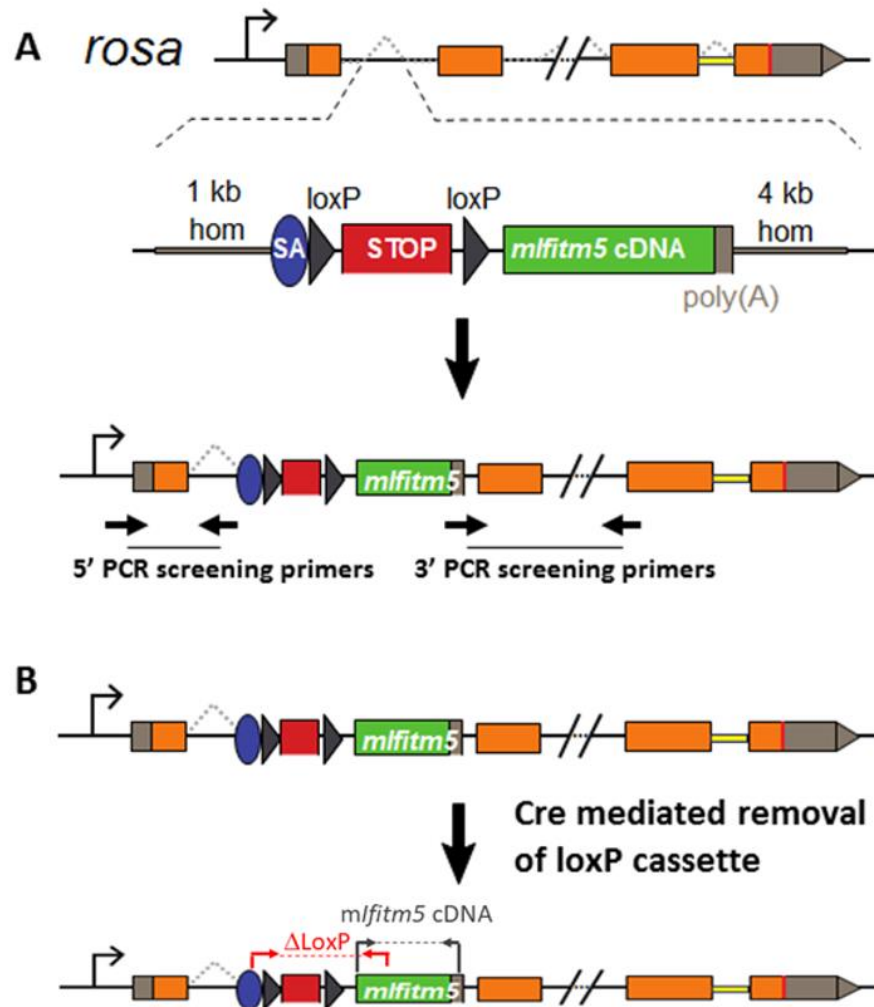 A
rosa
1 kb
hom
loxP
loxP
4 kb
hom
SA
STOP
mIfitm5 cDNA
poly(A)
mIfitm5
5' PCR screening primers
3' PCR screening primers
B
mIfitm5
Cre mediated removal
of loxP cassette
mIfitm5 cDNA
ΔLoxP
mIfitm5